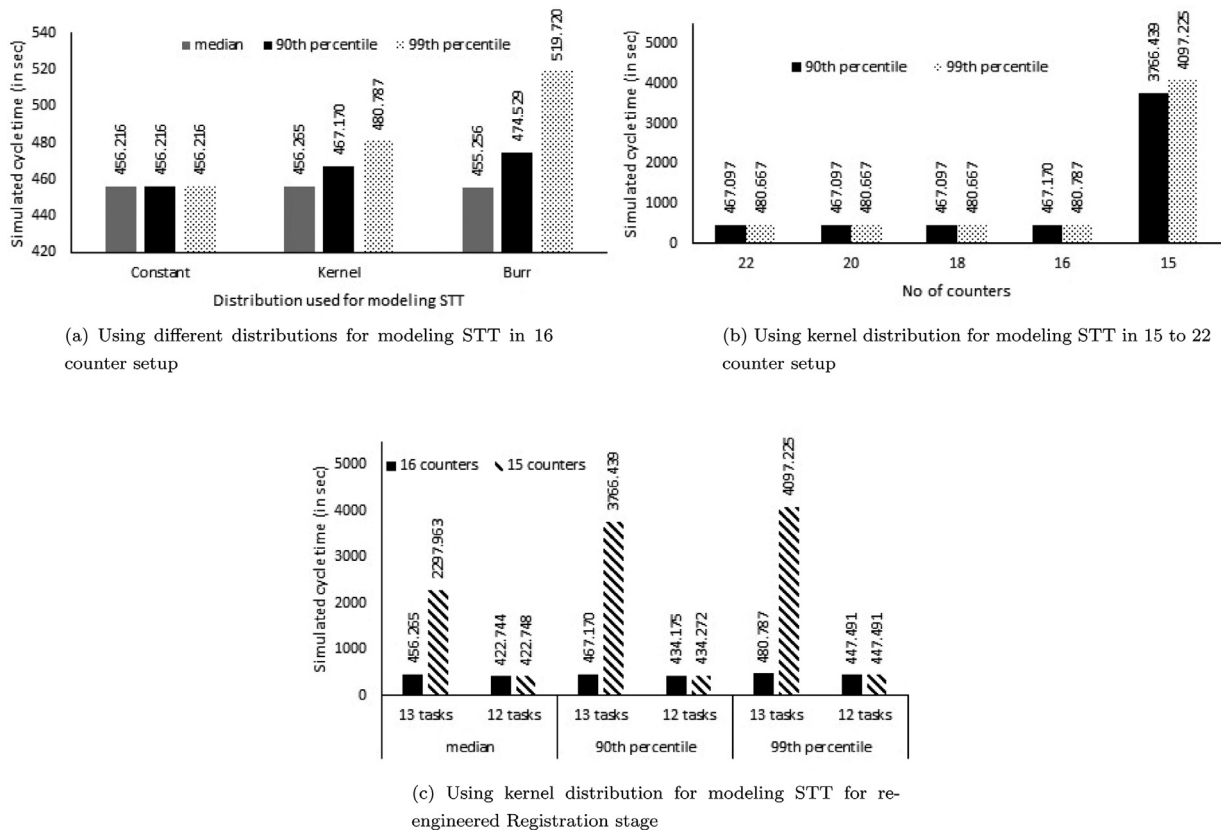 Simulated cycle time (in sec)
540
520
500
480
460
440
420
median 90th percentile 99th percentile
456.216
456.216
456.216
456.265
467.170
480.787
455.256
474.529
519.720
Constant Kernel Burr
Distribution used for modeling STT
(a) Using different distributions for modeling STT in 16
counter setup
Simulated cycle time (in sec)
5000
4000
3000
2000
1000
0
90th percentile 99th percentile
467.097
480.667
467.097
480.667
467.097
480.667
467.170
480.787
3766.439
4097.225
22 20 18 16 15
No of counters
(b) Using kernel distribution for modeling STT in 15 to 22
counter setup
Simulated cycle time (in sec)
5000
4000
3000
2000
1000
0
16 counters 15 counters
456.265
2297.963
422.744
422.748
467.170
3766.439
434.175
434.272
480.787
4097.225
447.491
447.491
13 tasks 12 tasks 13 tasks 12 tasks 13 tasks 12 tasks
median 90th percentile 99th percentile
(c) Using kernel distribution for modeling STT for re-
engineered Registration stage